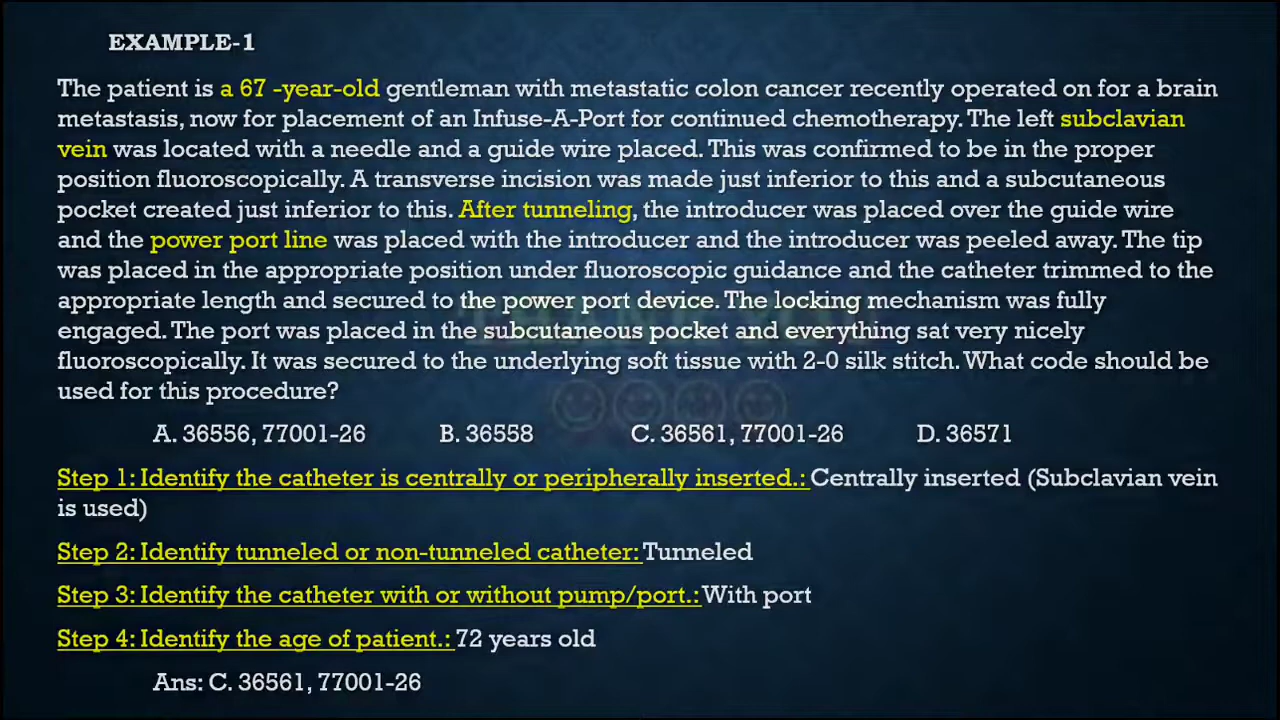 EXAMPLE-1
The patient is a 67 -year-old gentleman with metastatic colon cancer recently operated on for a brain
metastasis, now for placement of an Infuse-A-Port for continued chemotherapy. The left subclavian
vein was located with a needle and a guide wire placed. This was confirmed to be in the proper
position fluoroscopically. A transverse incision was made just inferior to this and a subcutaneous
pocket created just inferior to this. After tunneling, the introducer was placed over the guide wire
and the power port line was placed with the introducer and the introducer was peeled away. The tip
was placed in the appropriate position under fluoroscopic guidance and the catheter trimmed to the
appropriate length and secured to the power port device. The locking mechanism was fully
engaged. The port was placed in the subcutaneous pocket and everything sat very nicely
fluoroscopically. It was secured to the underlying soft tissue with 2-0 silk stitch. What code should be
used for this procedure?
A. 36556, 77001-26 B. 36558 C. 36561, 77001-26 D. 36571
Step 1: Identify the catheter is centrally or peripherally inserted.: Centrally inserted (Subclavian vein
is used)
Step 2: Identify tunneled or non-tunneled catheter: Tunneled
Step 3: Identify the catheter with or without pump/port.: With port
Step 4: Identify the age of patient.: 72 years old
Ans: C. 36561, 77001-26